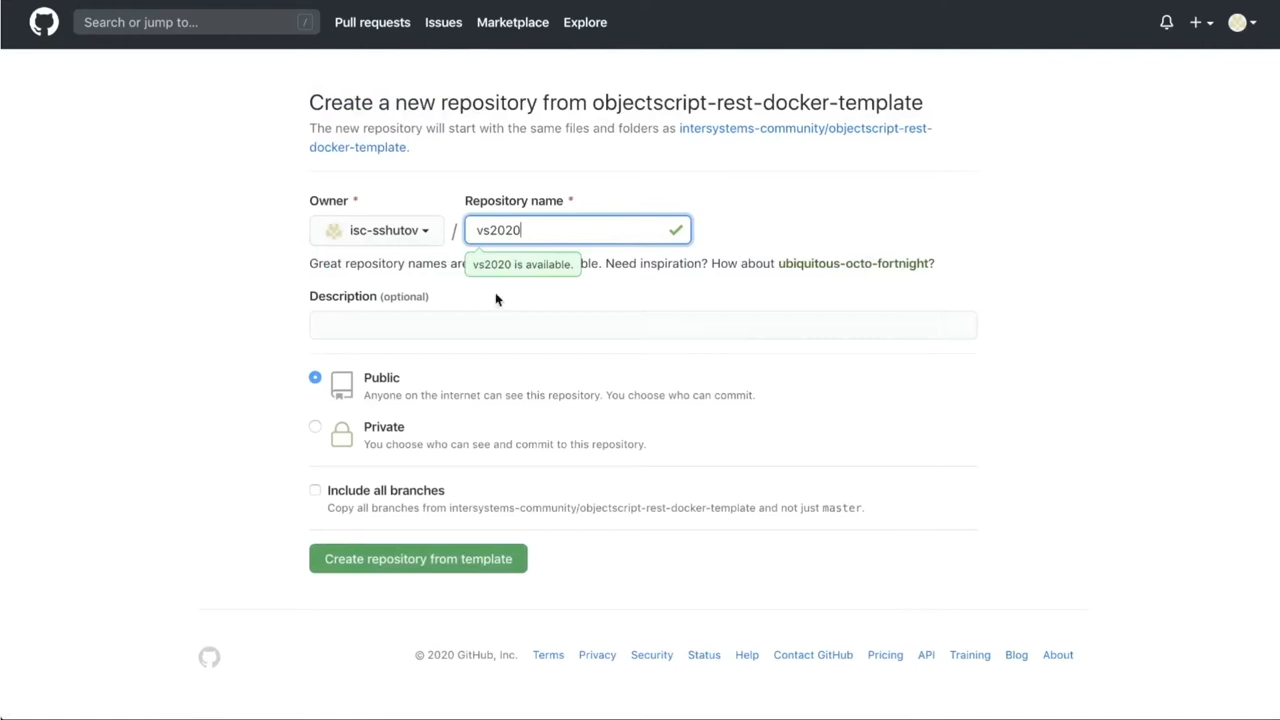 Search or jump to... / Pull requests Issues Marketplace Explore
Create a new repository from objectscript-rest-docker-template
The new repository will start with the same files and folders as intersystems-community/objectscript-rest-
docker-template.
Owner * Repository name *
isc-sshutov / vs2020
Great repository names are ble. Need inspiration? How about ubiquitous-octo-fortnight?
vs2020 is available.
Description (optional)
Public
Anyone on the internet can see this repository. You choose who can commit.
Private
You choose who can see and commit to this repository.
Include all branches
Copy all branches from intersystems-community/objectscript-rest-docker-template and not just master.
Create repository from template
© 2020 GitHub, Inc. Terms Privacy Security Status Help Contact GitHub Pricing API Training Blog About